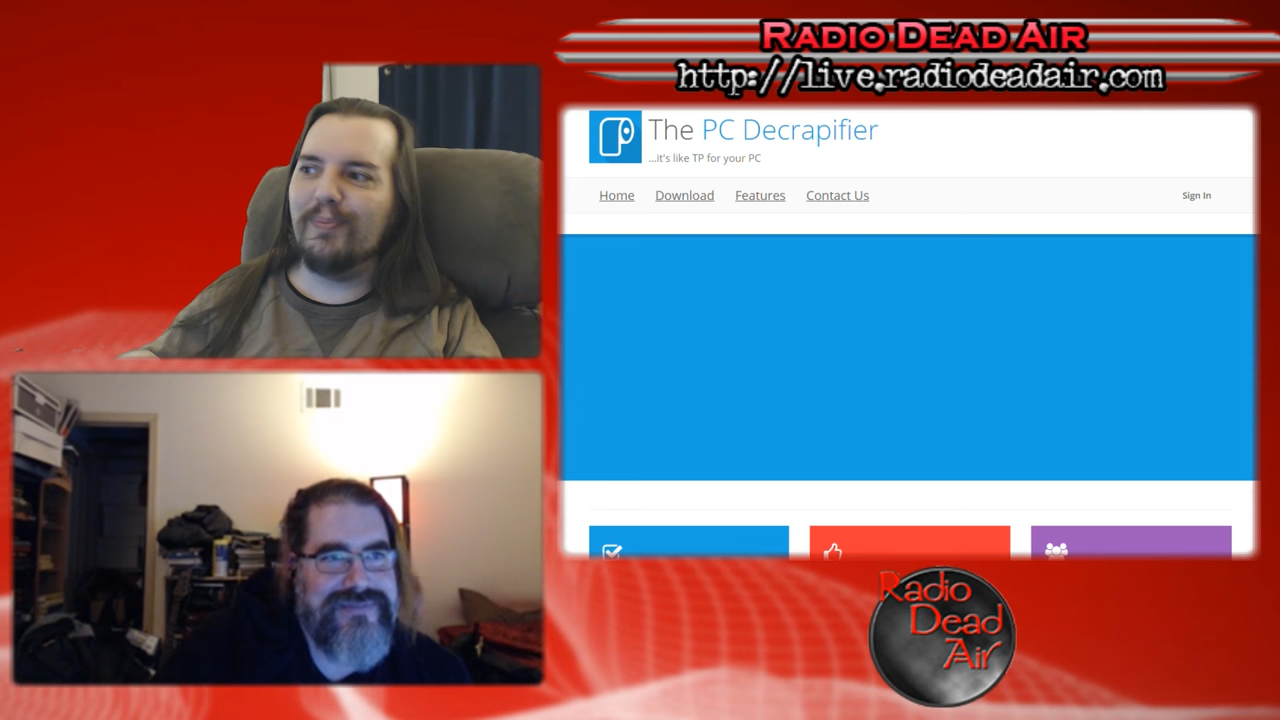 Radio Dead Air
http://live.radiodeadair.com
The PC Decrapifier
...it's like TP for your PC
Home Download Features Contact Us Sign In
Radio
Dead
Air